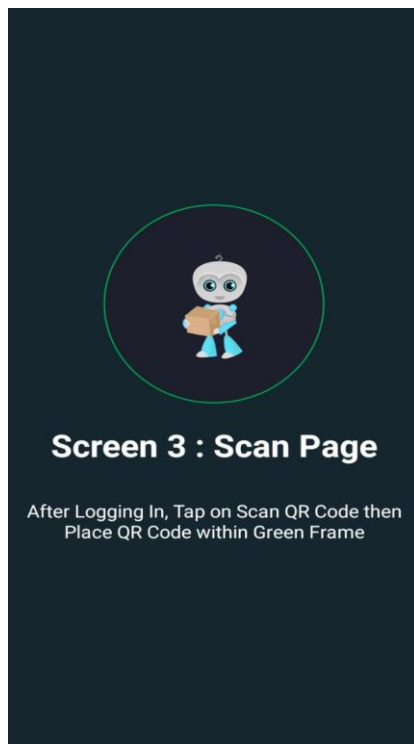 Screen 3 : Scan Page
After Logging In, Tap on Scan QR Code then
Place QR Code within Green Frame